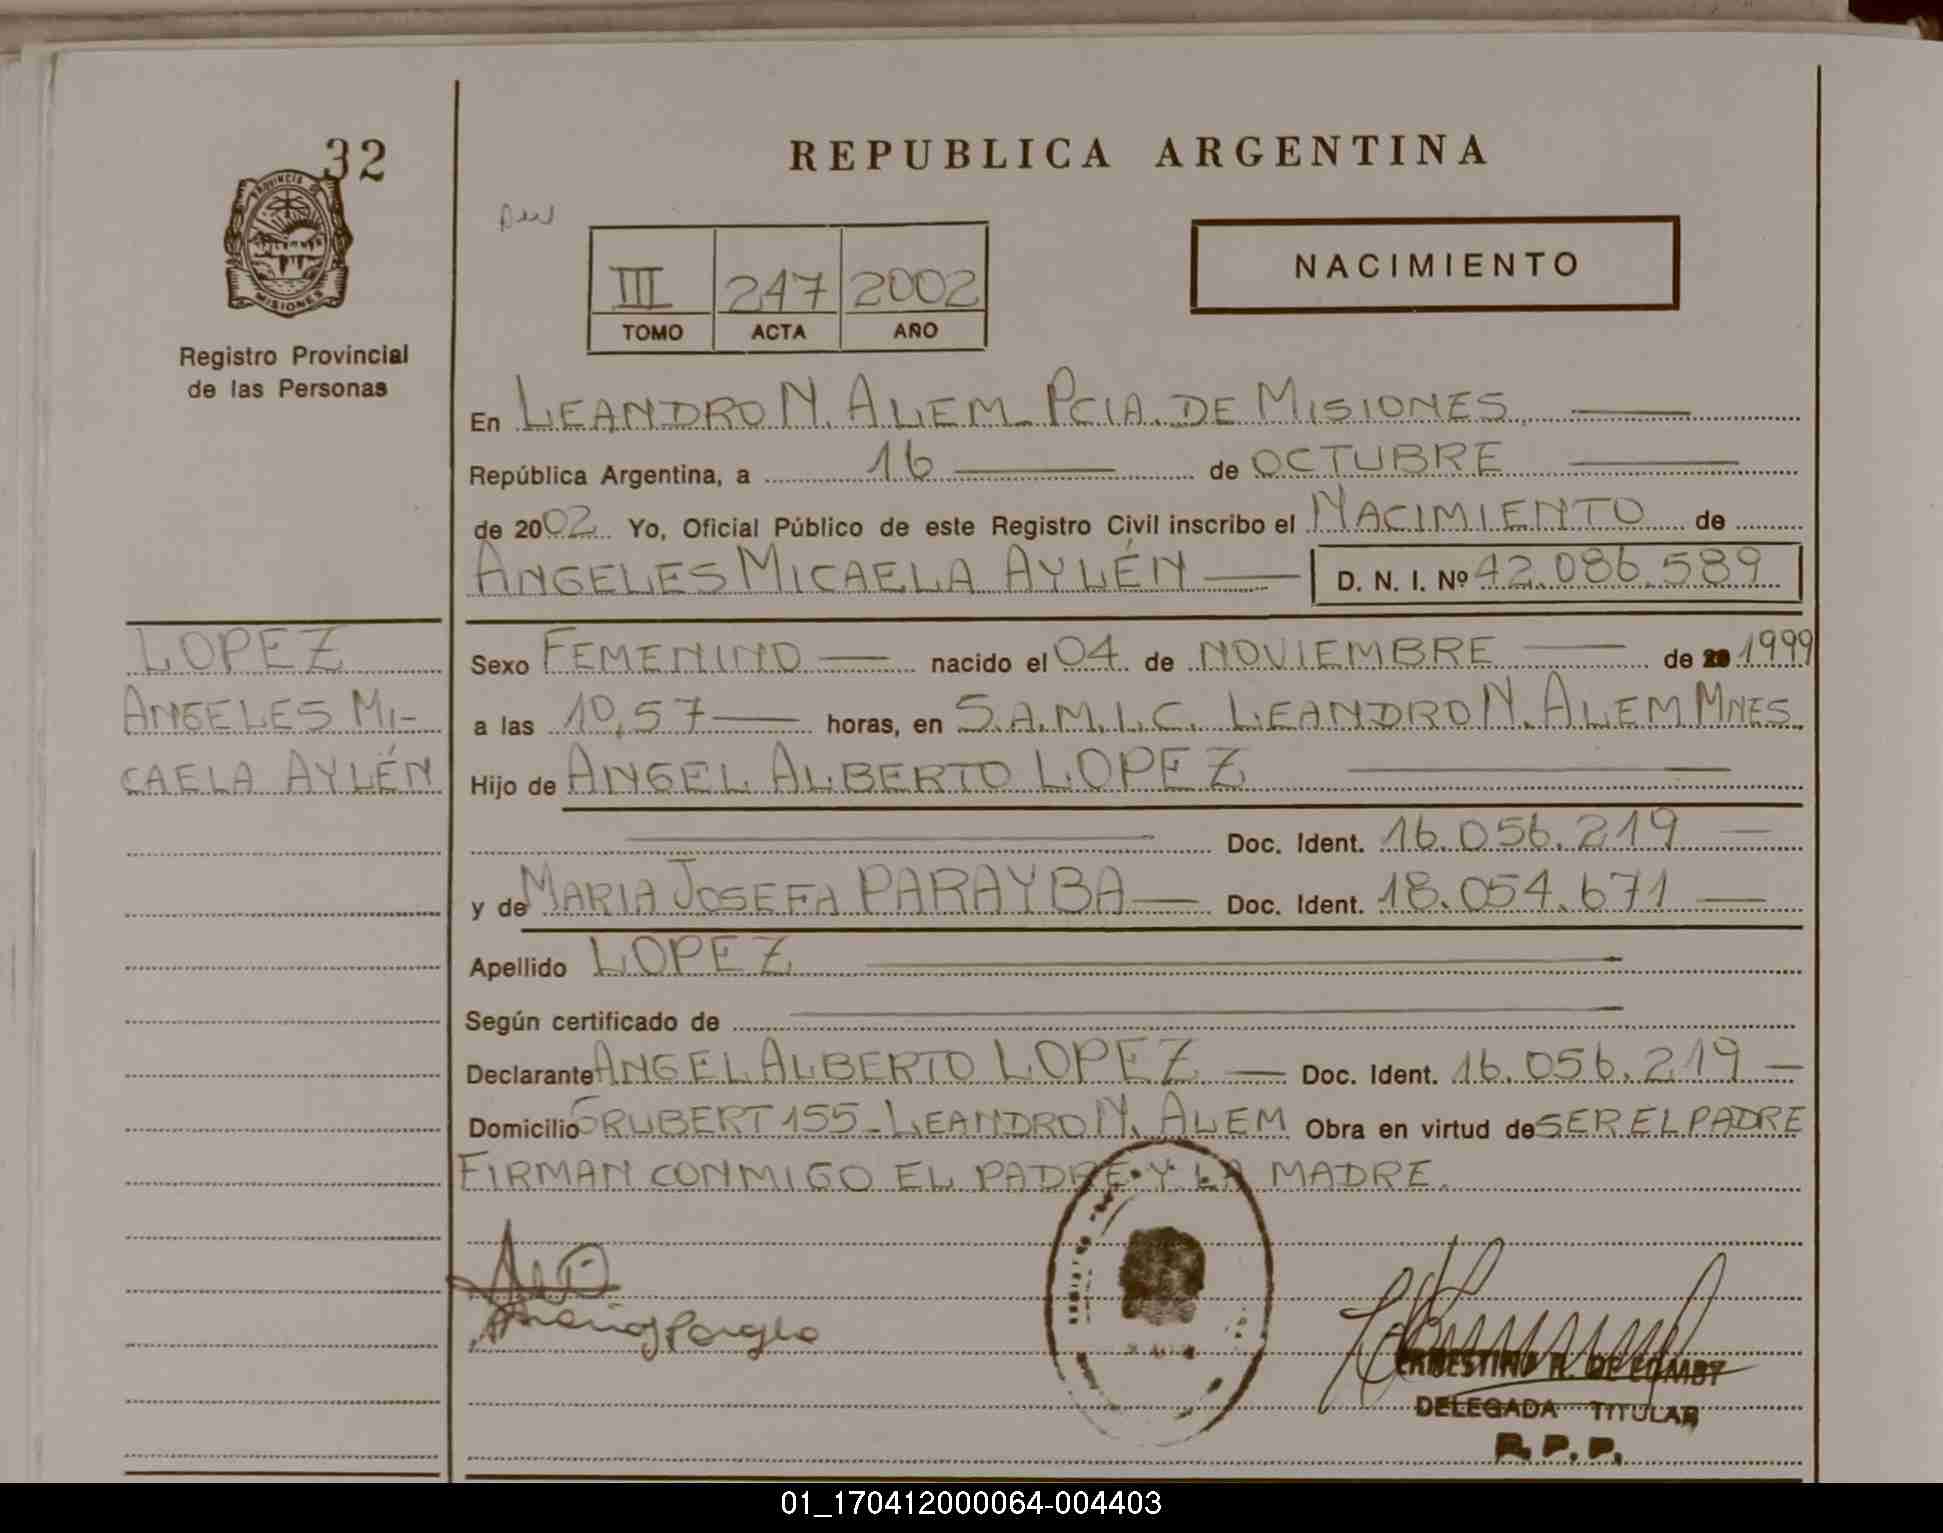 32
PROVINCIA DE
MISIONES
Registro Provincial
de las Personas
REPUBLICA ARGENTINA
III 247 2002
TOMO ACTA AÑO
NACIMIENTO
En LEANDRO N. ALEM PCIA. DE MISIONES
República Argentina, a 16 de OCTUBRE
de 2002 Yo, Oficial Público de este Registro Civil inscribo el NACIMIENTO de
ANGELES MICAELA AYLÉN D. N. I. Nº 42.086.589
LOPEZ
ANGELES MI-
CAELA AYLÉN
Sexo FEMENINO nacido el 04 de NOVIEMBRE de 1999
a las 10,57 horas, en S.A.M.I.C. LEANDRO N. ALEM MNES.
Hijo de ANGEL ALBERTO LOPEZ
Doc. Ident. 16.056.219
y de MARIA JOSEFA PARAYBA Doc. Ident. 18.054.671
Apellido LOPEZ
Según certificado de
Declarante ANGEL ALBERTO LOPEZ Doc. Ident. 16.056.219
Domicilio GRUBERT 155 - LEANDRO N. ALEM Obra en virtud de SER EL PADRE
FIRMAN CONMIGO EL PADRE Y LA MADRE.
DELEGADA TITULAR
R.P.P.
01_170412000064-004403